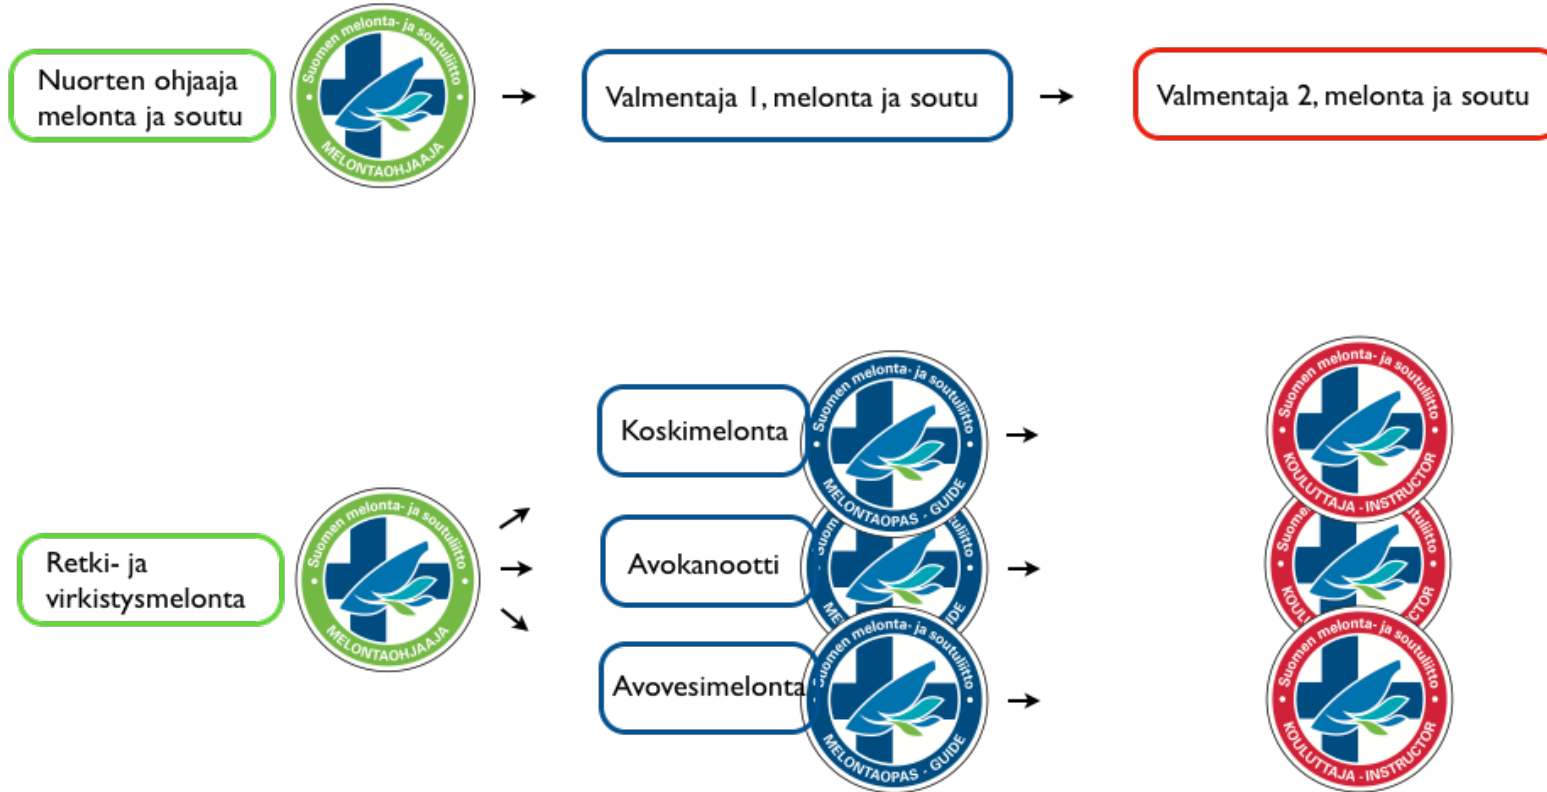 Nuorten ohjaaja
melonta ja soutu
Suomen melonta- ja soutuliitto
MELONTAOHJAAJA
Valmentaja 1, melonta ja soutu
Valmentaja 2, melonta ja soutu
Retki- ja
virkistysmelonta
Suomen melonta- ja soutuliitto
MELONTAOHJAAJA
Koskimelonta
Suomen melonta- ja soutuliitto
MELONTAOPAS - GUIDE
Suomen melonta- ja soutuliitto
KOULUTTAJA - INSTRUCTOR
Avokanootti
Avovesimelonta
Suomen melonta- ja soutuliitto
MELONTAOPAS - GUIDE
Suomen melonta- ja soutuliitto
KOULUTTAJA - INSTRUCTOR